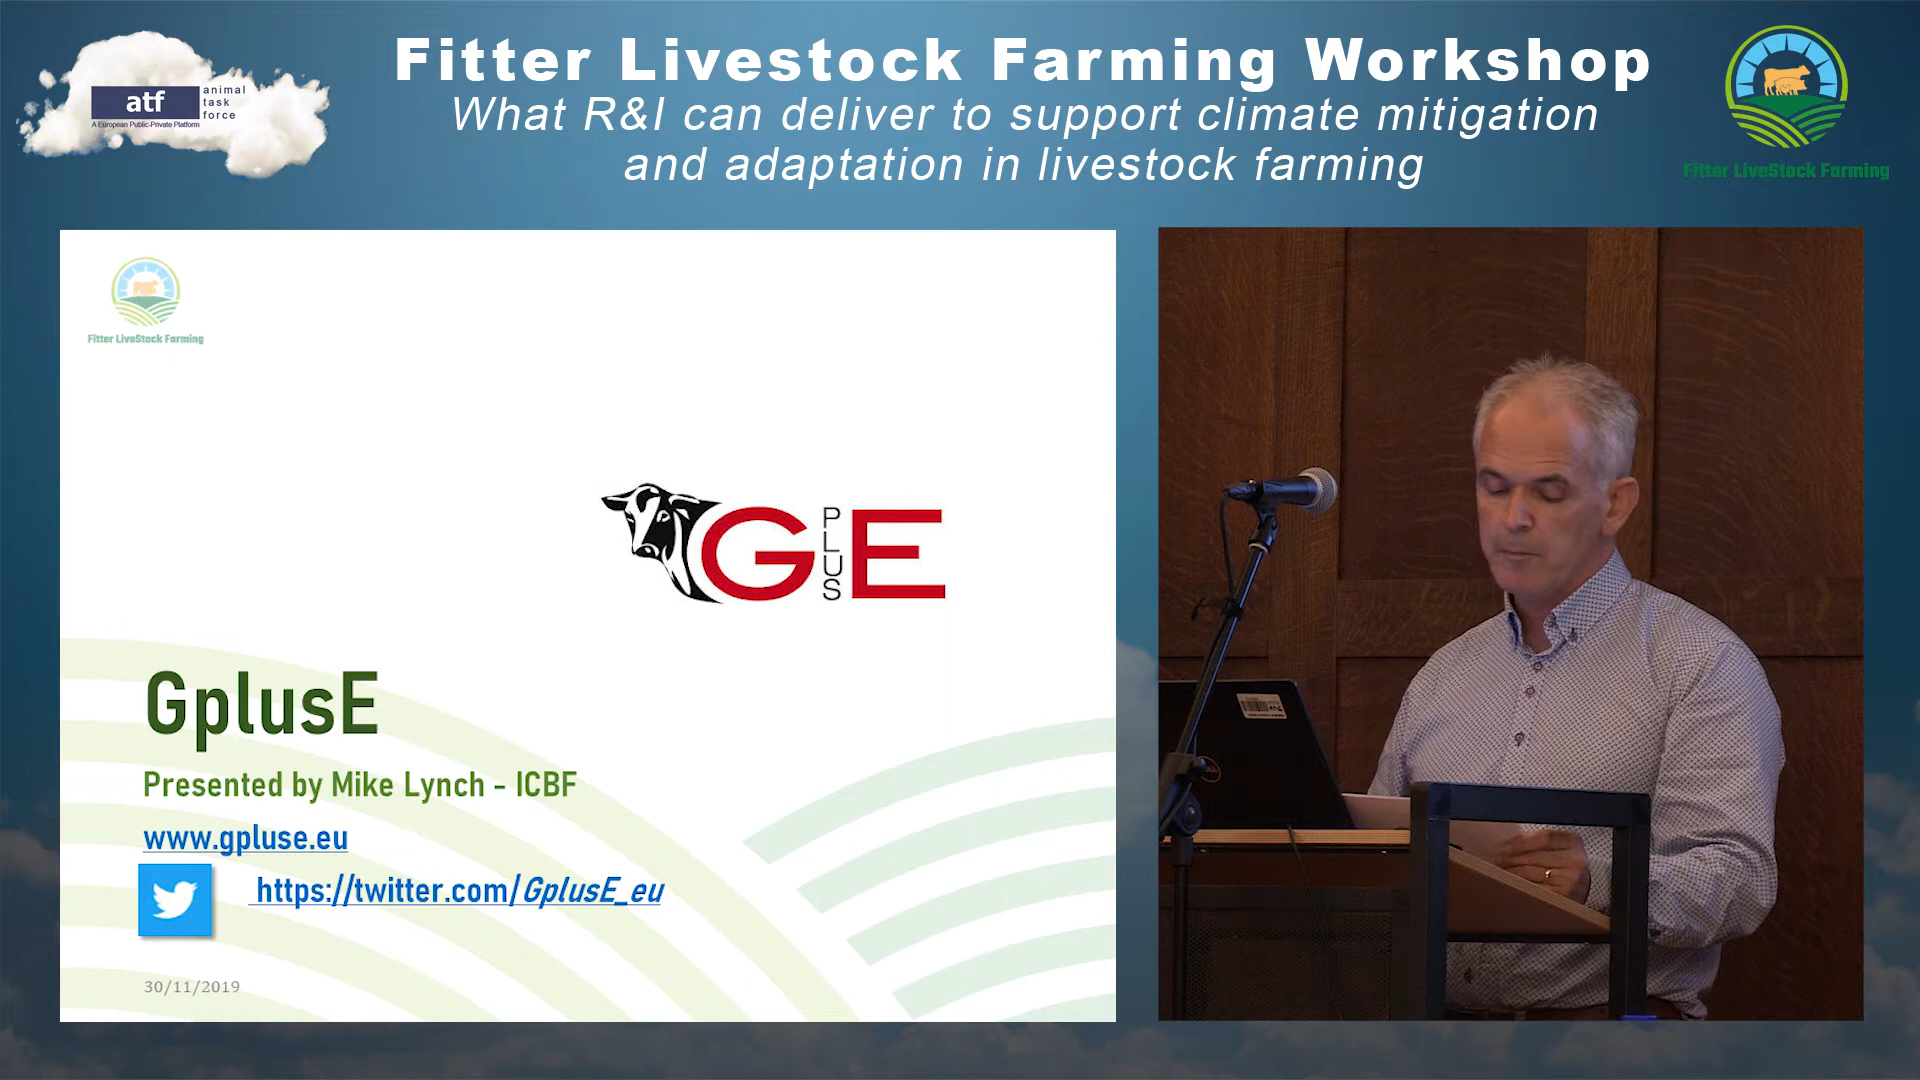 atf
animal
task
force
A European Public-Private Platform
Fitter Livestock Farming Workshop
What R&I can deliver to support climate mitigation
and adaptation in livestock farming
Fitter LiveStock Farming
Fitter LiveStock Farming
G PLUS E
GplusE
Presented by Mike Lynch - ICBF
www.gpluse.eu
https://twitter.com/GplusE_eu
30/11/2019
DELL